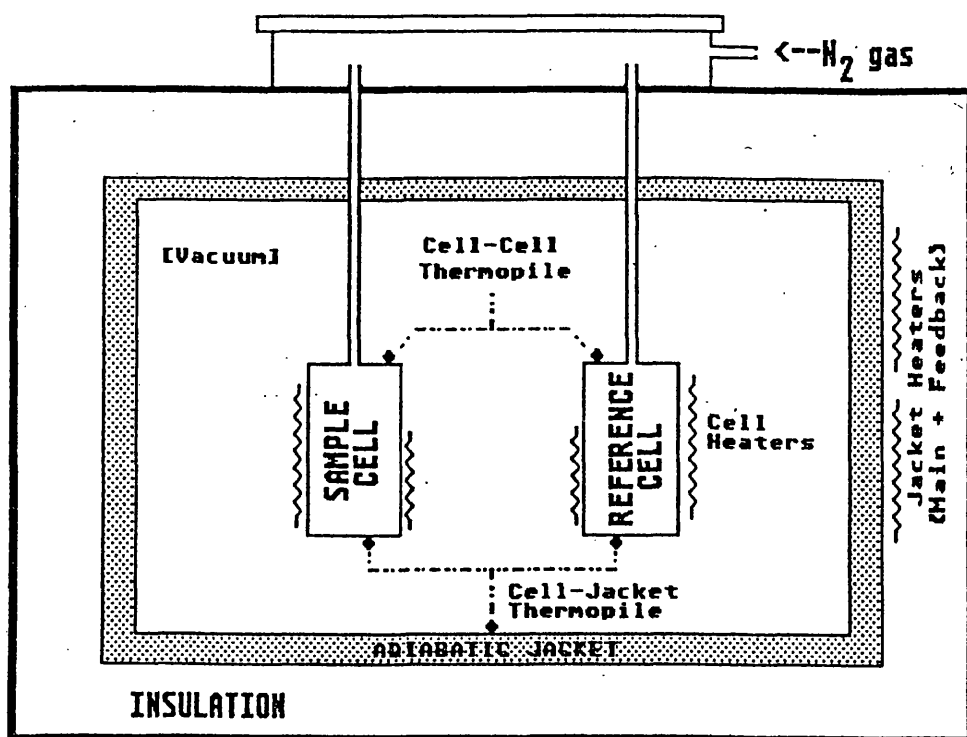 <--N2 gas
[Vacuum]
Cell-Cell
Thermopile
Jacket Heaters
(Main + Feedback)
SAMPLE
CELL
REFERENCE
CELL
Cell
Heaters
Cell-Jacket
Thermopile
ADIABATIC JACKET
INSULATION